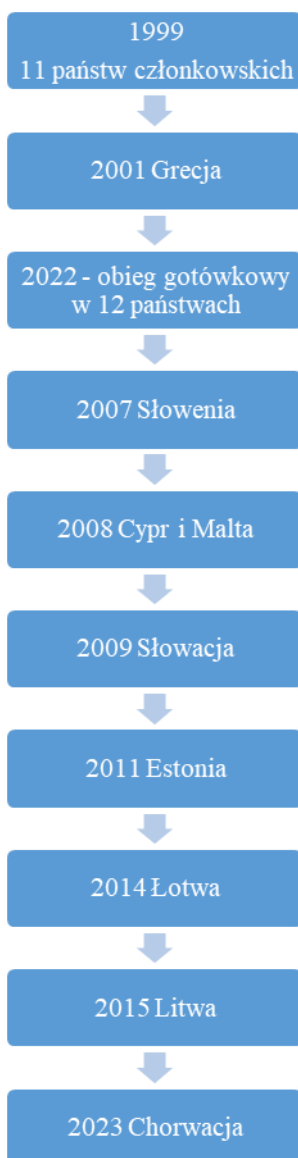 1999
11 państw członkowskich
2001 Grecja
2022 - obieg gotówkowy
w 12 państwach
2007 Słowenia
2008 Cypr i Malta
2009 Słowacja
2011 Estonia
2014 Łotwa
2015 Litwa
2023 Chorwacja